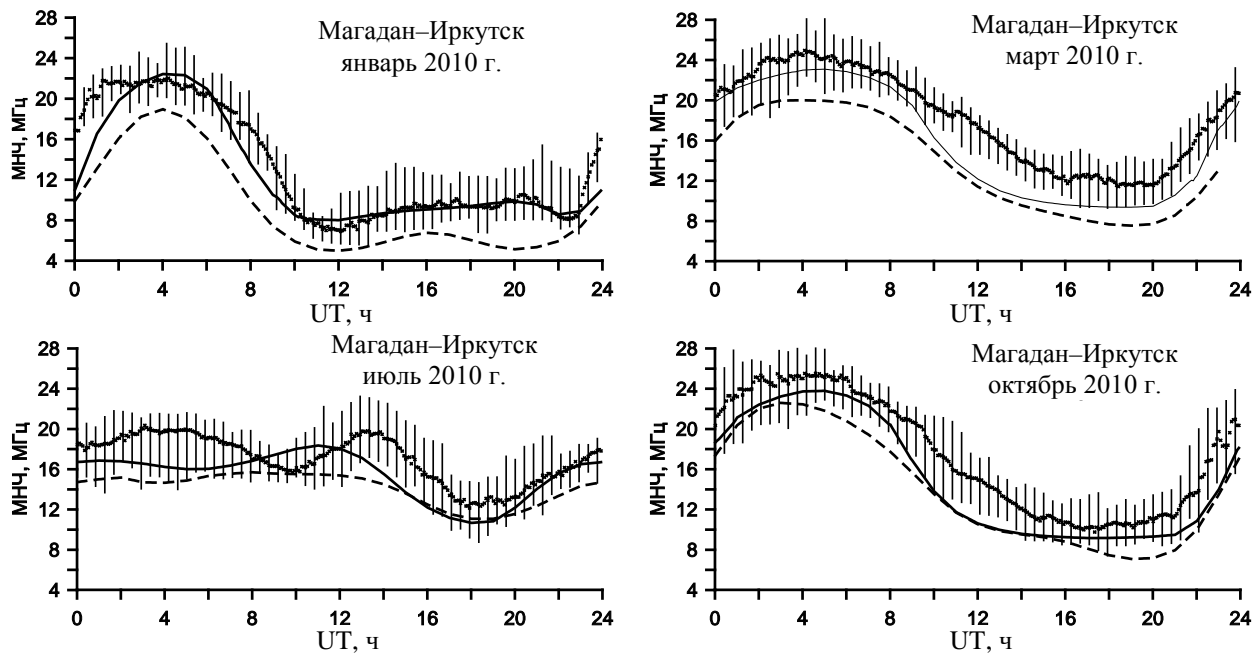 28
24
20
16
12
8
4
МНЧ, МГц
Магадан–Иркутск
январь 2010 г.
0 4 8 12 16 20 24
UT, ч
28
24
20
16
12
8
4
МНЧ, МГц
Магадан–Иркутск
март 2010 г.
0 4 8 12 16 20 24
UT, ч
28
24
20
16
12
8
4
МНЧ, МГц
Магадан–Иркутск
июль 2010 г.
0 4 8 12 16 20 24
UT, ч
28
24
20
16
12
8
4
МНЧ, МГц
Магадан–Иркутск
октябрь 2010 г.
0 4 8 12 16 20 24
UT, ч